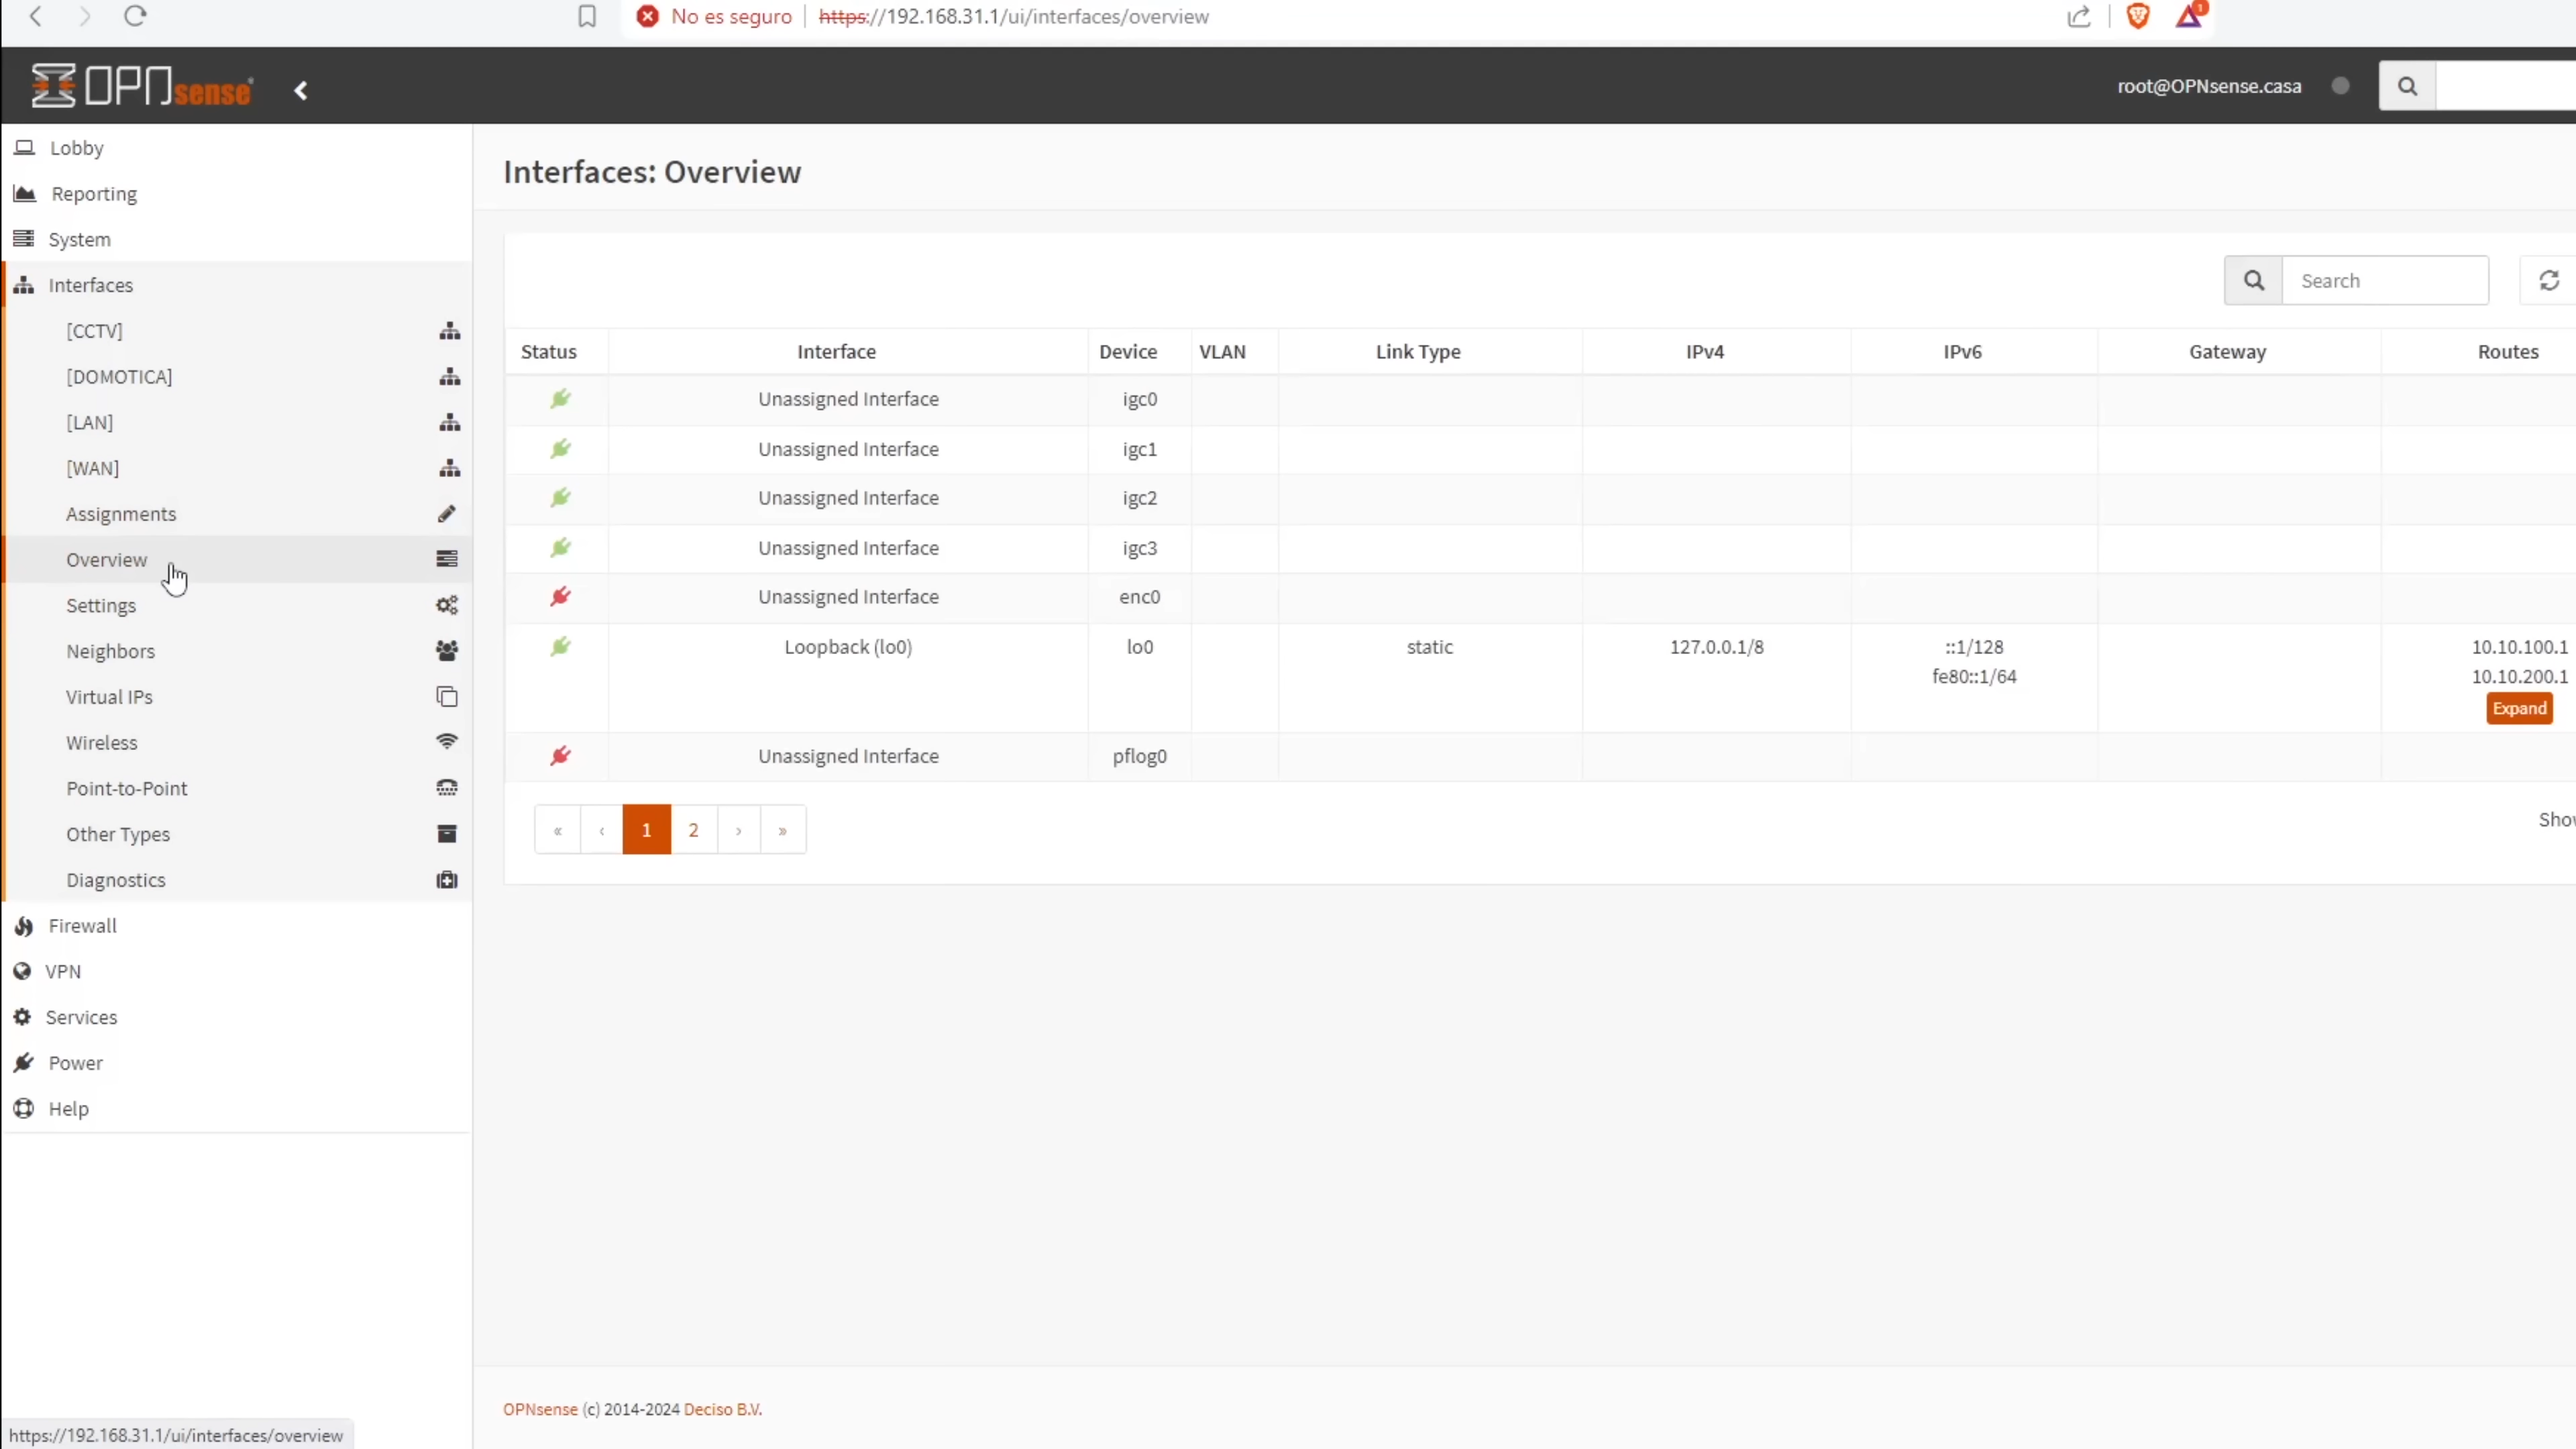 No es seguro | https://192.168.31.1/ui/interfaces/overview
OPNsense
root@OPNsense.casa
Lobby
Reporting
System
Interfaces
[CCTV]
[DOMOTICA]
[LAN]
[WAN]
Assignments
Overview
Settings
Neighbors
Virtual IPs
Wireless
Point-to-Point
Other Types
Diagnostics
Firewall
VPN
Services
Power
Help
Interfaces: Overview
Search
Status Interface Device VLAN Link Type IPv4 IPv6 Gateway Routes
Unassigned Interface igc0
Unassigned Interface igc1
Unassigned Interface igc2
Unassigned Interface igc3
Unassigned Interface enc0
Loopback (lo0) lo0 static 127.0.0.1/8 ::1/128 10.10.100.1
fe80::1/64 10.10.200.1
Expand
Unassigned Interface pflog0
« ‹ 1 2 › »
OPNsense (c) 2014-2024 Deciso B.V.
https://192.168.31.1/ui/interfaces/overview